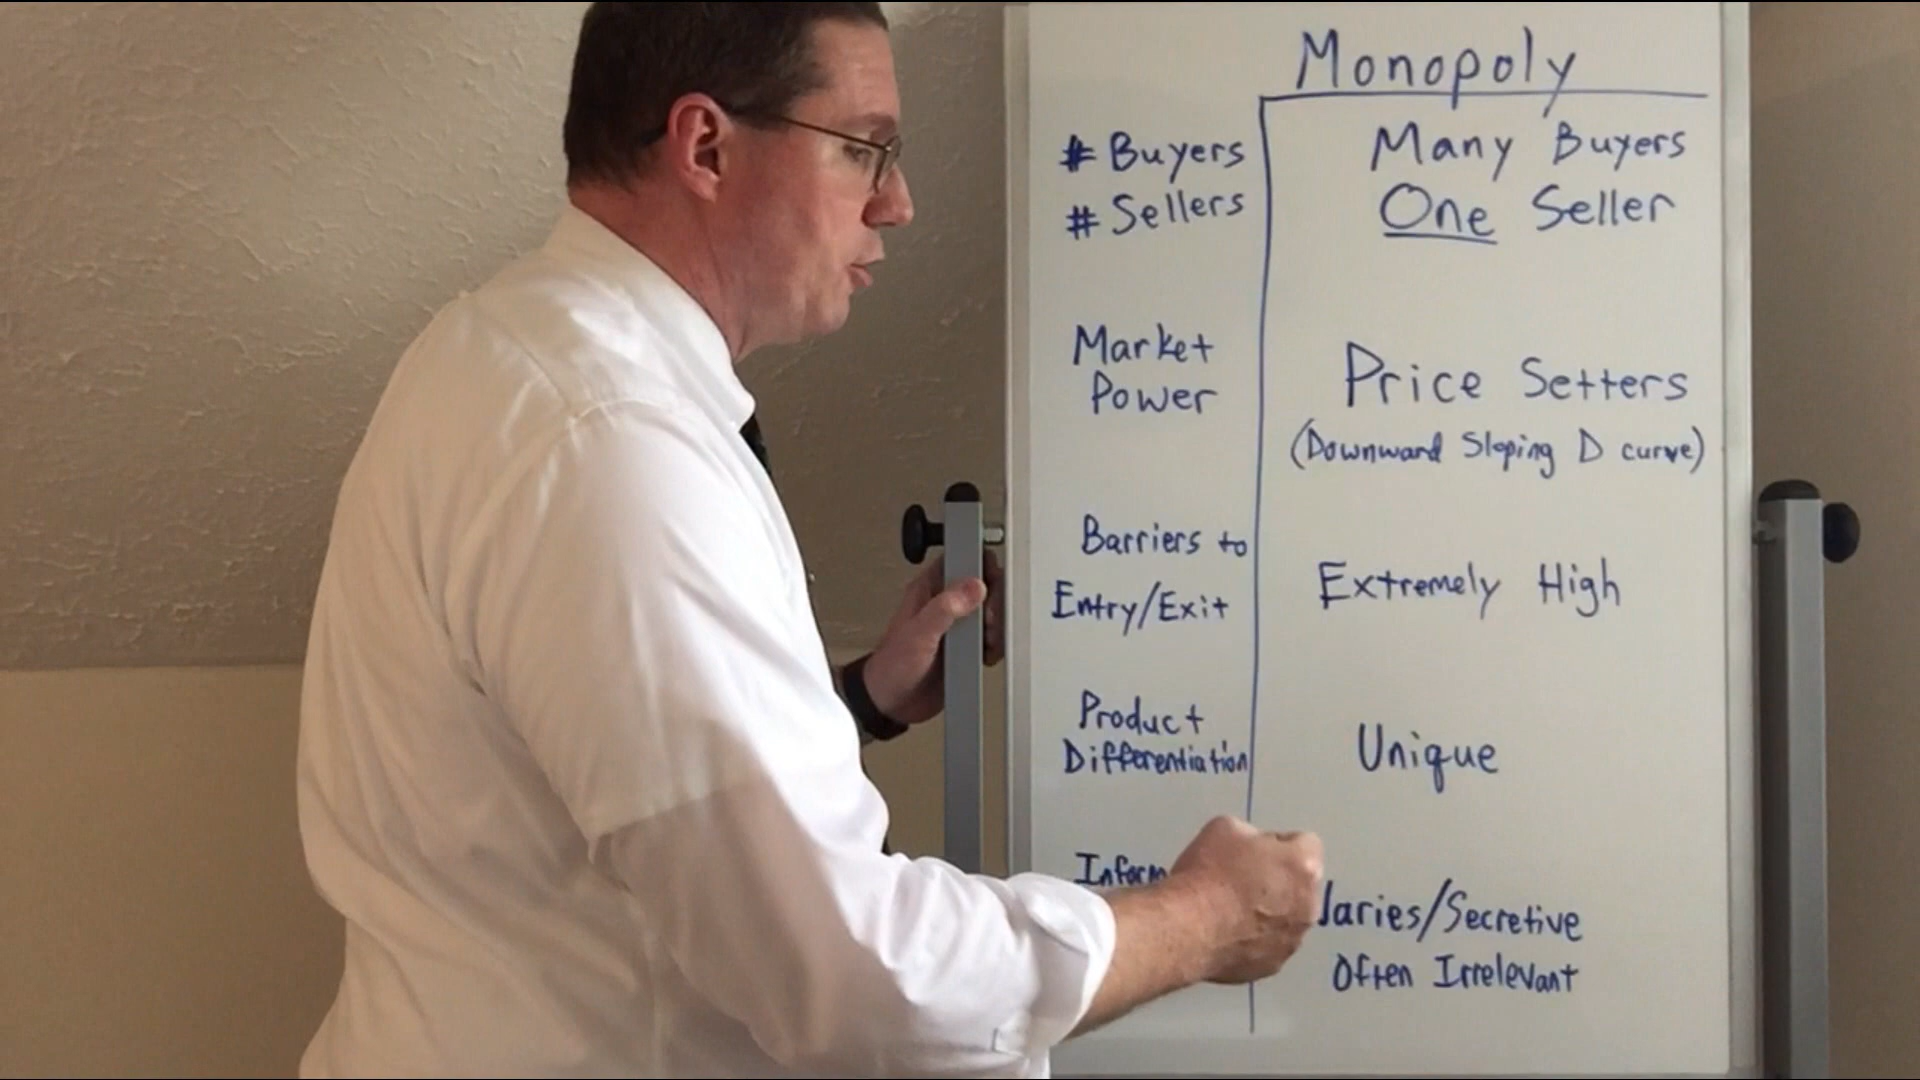 Monopoly
# Buyers Many Buyers
# Sellers One Seller
Market
Power
Price Setters
(Downward Sloping D curve)
Barriers to
Entry/Exit
Extremely High
Product
Differentiation
Unique
Varies/Secretive
Often Irrelevant